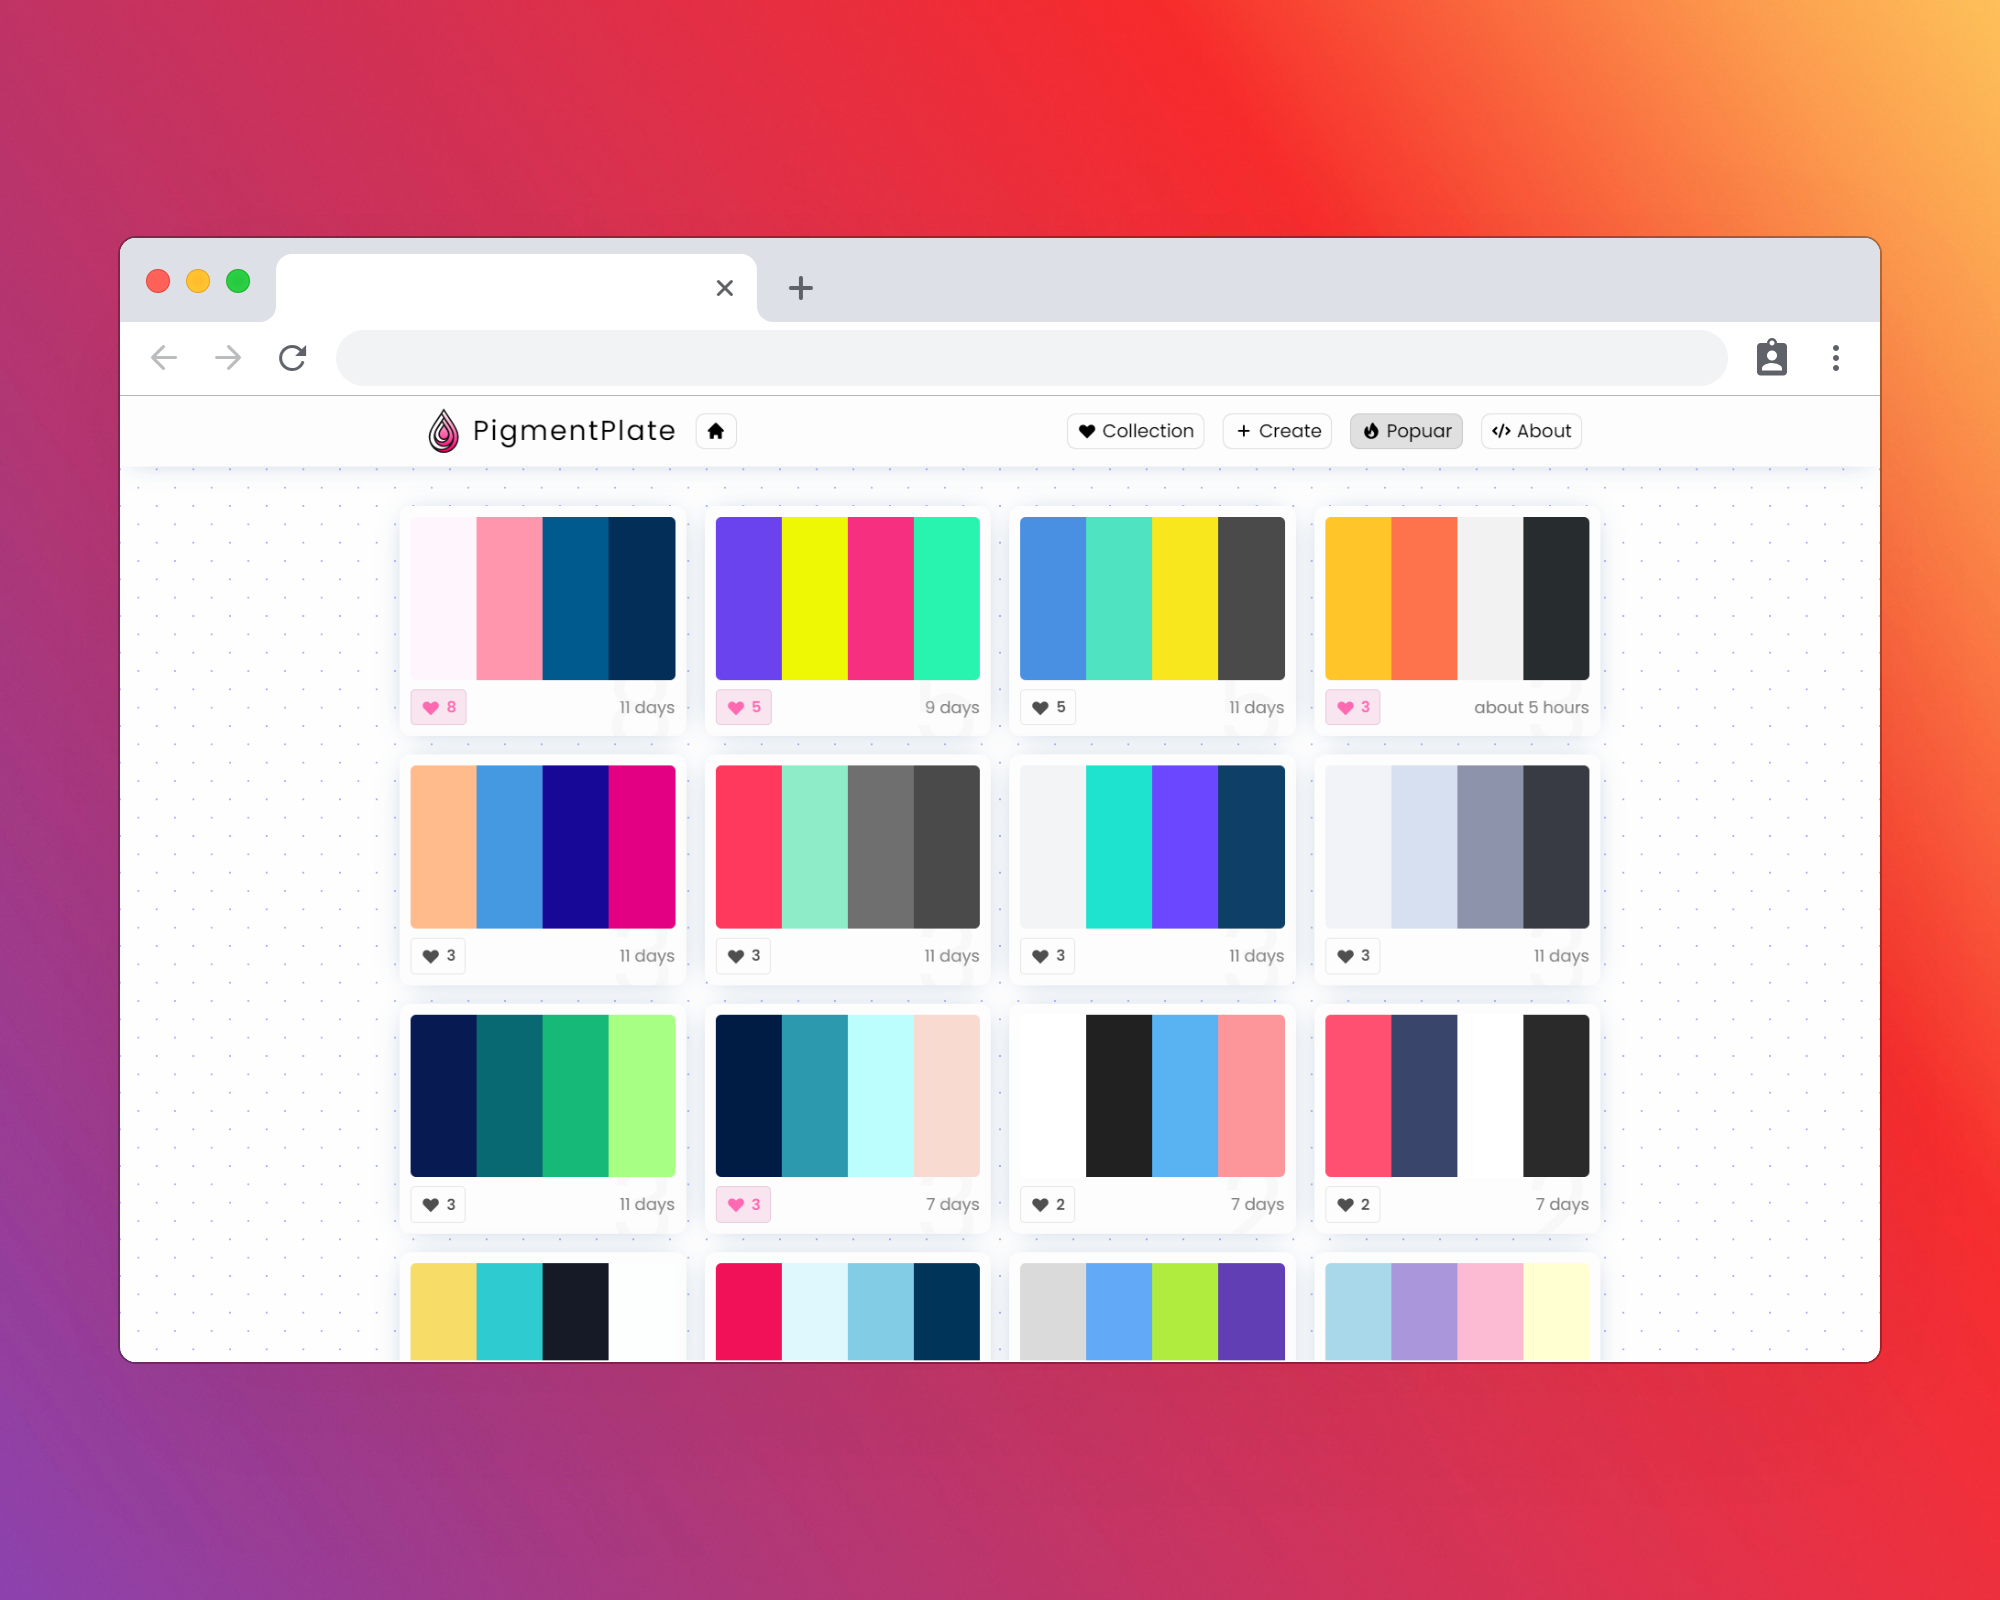 PigmentPlate
Collection
Create
Popuar
About
8 11 days
5 9 days
5 11 days
3 about 5 hours
3 11 days
3 11 days
3 11 days
3 11 days
3 11 days
3 7 days
2 7 days
2 7 days